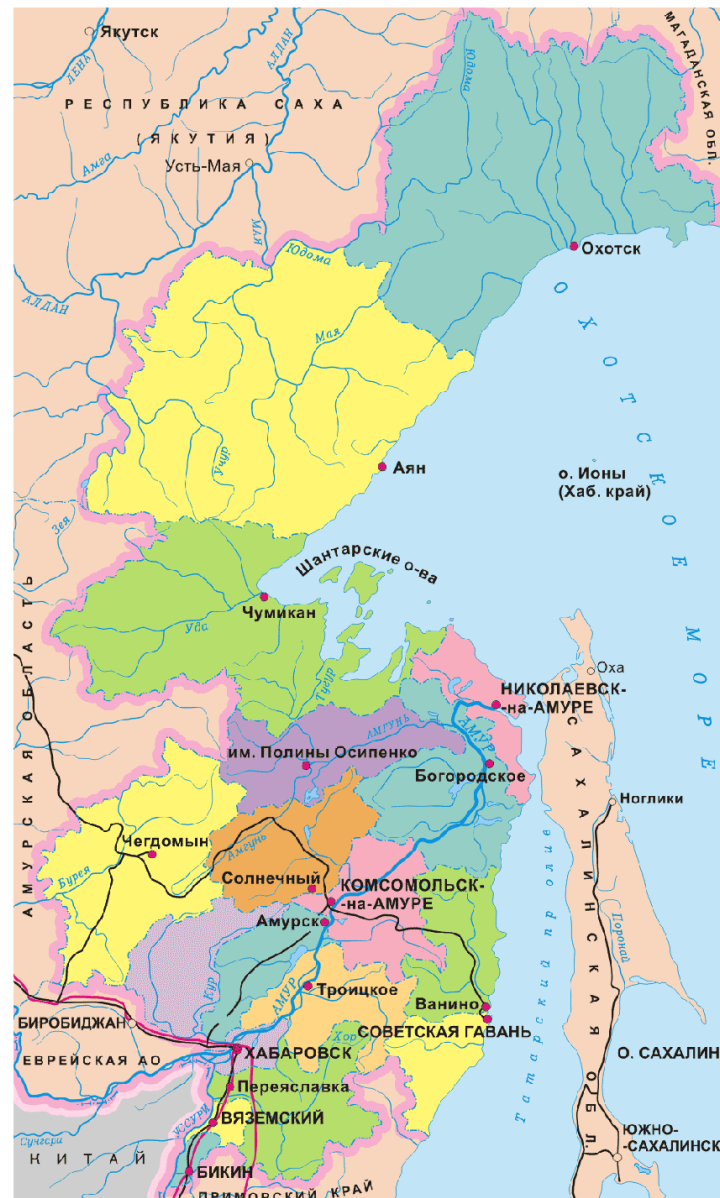 Якутск
ЛЕНА
АЛДАН
Юдома
МАГАДАНСКАЯ ОБЛ.
РЕСПУБЛИКА САХА
(ЯКУТИЯ)
Амга
Усть-Мая
МАЯ
Юдома
Охотск
АЛДАН
Мая
ОХОТСКОЕ МОРЕ
Учур
Аян
о. Ионы
(Хаб. край)
Зея
Шантарские о-ва
Чумикан
Уда
Тугур
АМУРСКАЯ ОБЛАСТЬ
Оха
НИКОЛАЕВСК-
-на-АМУРЕ
АМГУНЬ
АМУР
им. Полины Осипенко
Богородское
САХАЛИНСКАЯ ОБЛ.
Ноглики
Чегдомын
Амгунь
Бурея
Солнечный
КОМСОМОЛЬСК-
-на-АМУРЕ
Амурск
Татарский пролив
Поронай
Кур
АМУР
Троицкое
Ванино
СОВЕТСКАЯ ГАВАНЬ
БИРОБИДЖАН
Хор
ЕВРЕЙСКАЯ АО
ХАБАРОВСК
О. САХАЛИН
Переяславка
УССУРИ
ВЯЗЕМСКИЙ
Сунгари
КИТАЙ
ЮЖНО-
-САХАЛИНСК
БИКИН
ПРИМОРСКИЙ КРАЙ